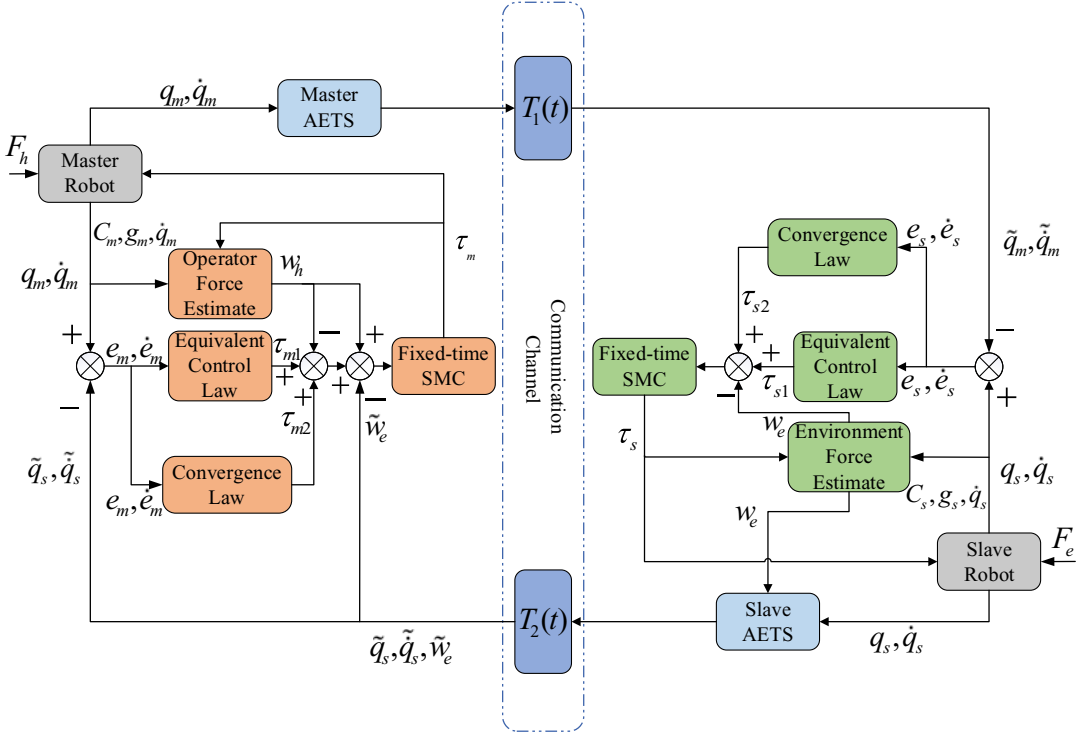 q_m, q̇_m
Master
AETS
T_1(t)
F_h
Master
Robot
C_m, g_m, q̇_m
q_m, q̇_m
Operator
Force
Estimate
w_h
τ_m
+
−
+
e_m, ė_m
Equivalent
Control Law
τ_m1
+
+
+
−
Fixed-time
SMC
−
τ_m2
w̃_e
q̃_s, q̃̇_s
e_m, ė_m
Convergence
Law
q̃_s, q̃̇_s, w̃_e
Communication
Channel
T_2(t)
Convergence
Law
e_s, ė_s
q̃_m, q̃̇_m
τ_s2
+
+
−
−
+
Fixed-time
SMC
τ_s1
Equivalent
Control Law
e_s, ė_s
w_e
τ_s
Environment
Force
Estimate
q_s, q̇_s
C_s, g_s, q̇_s
w_e
Slave
Robot
F_e
Slave
AETS
q_s, q̇_s